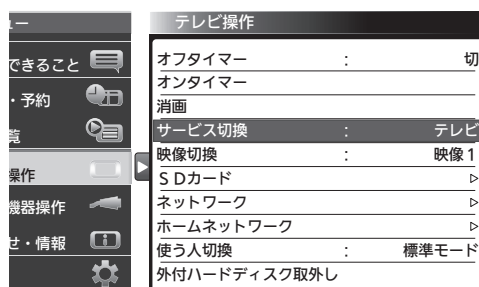 ュー
できること
・予約
覧
操作
機器操作
せ・情報
テレビ操作
オフタイマー : 切
オンタイマー
消画
サービス切換 : テレビ
映像切換 : 映像1
SDカード
ネットワーク
ホームネットワーク
使う人切換 : 標準モード
外付ハードディスク取外し